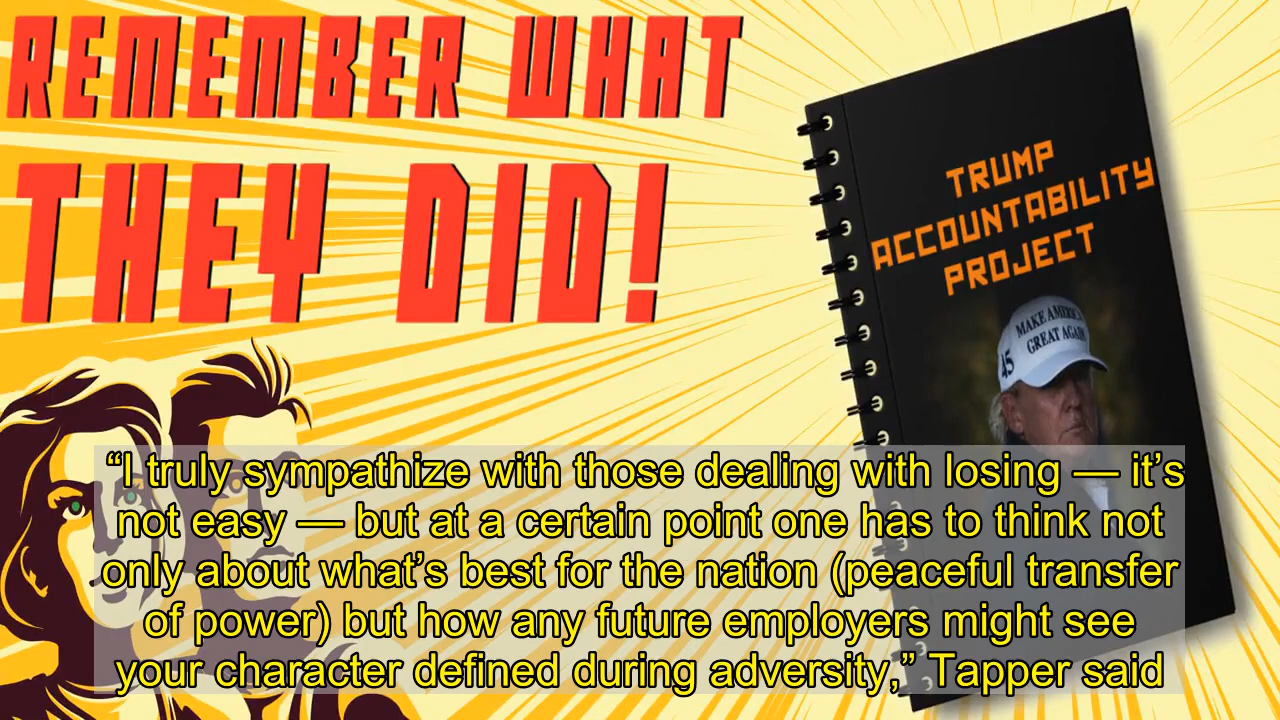 REMEMBER WHAT
THEY DID!
TRUMP
ACCOUNTABILITY
PROJECT
MAKE AMERICA
GREAT AGAIN
45
“I truly sympathize with those dealing with losing — it’s
not easy — but at a certain point one has to think not
only about what’s best for the nation (peaceful transfer
of power) but how any future employers might see
your character defined during adversity,” Tapper said